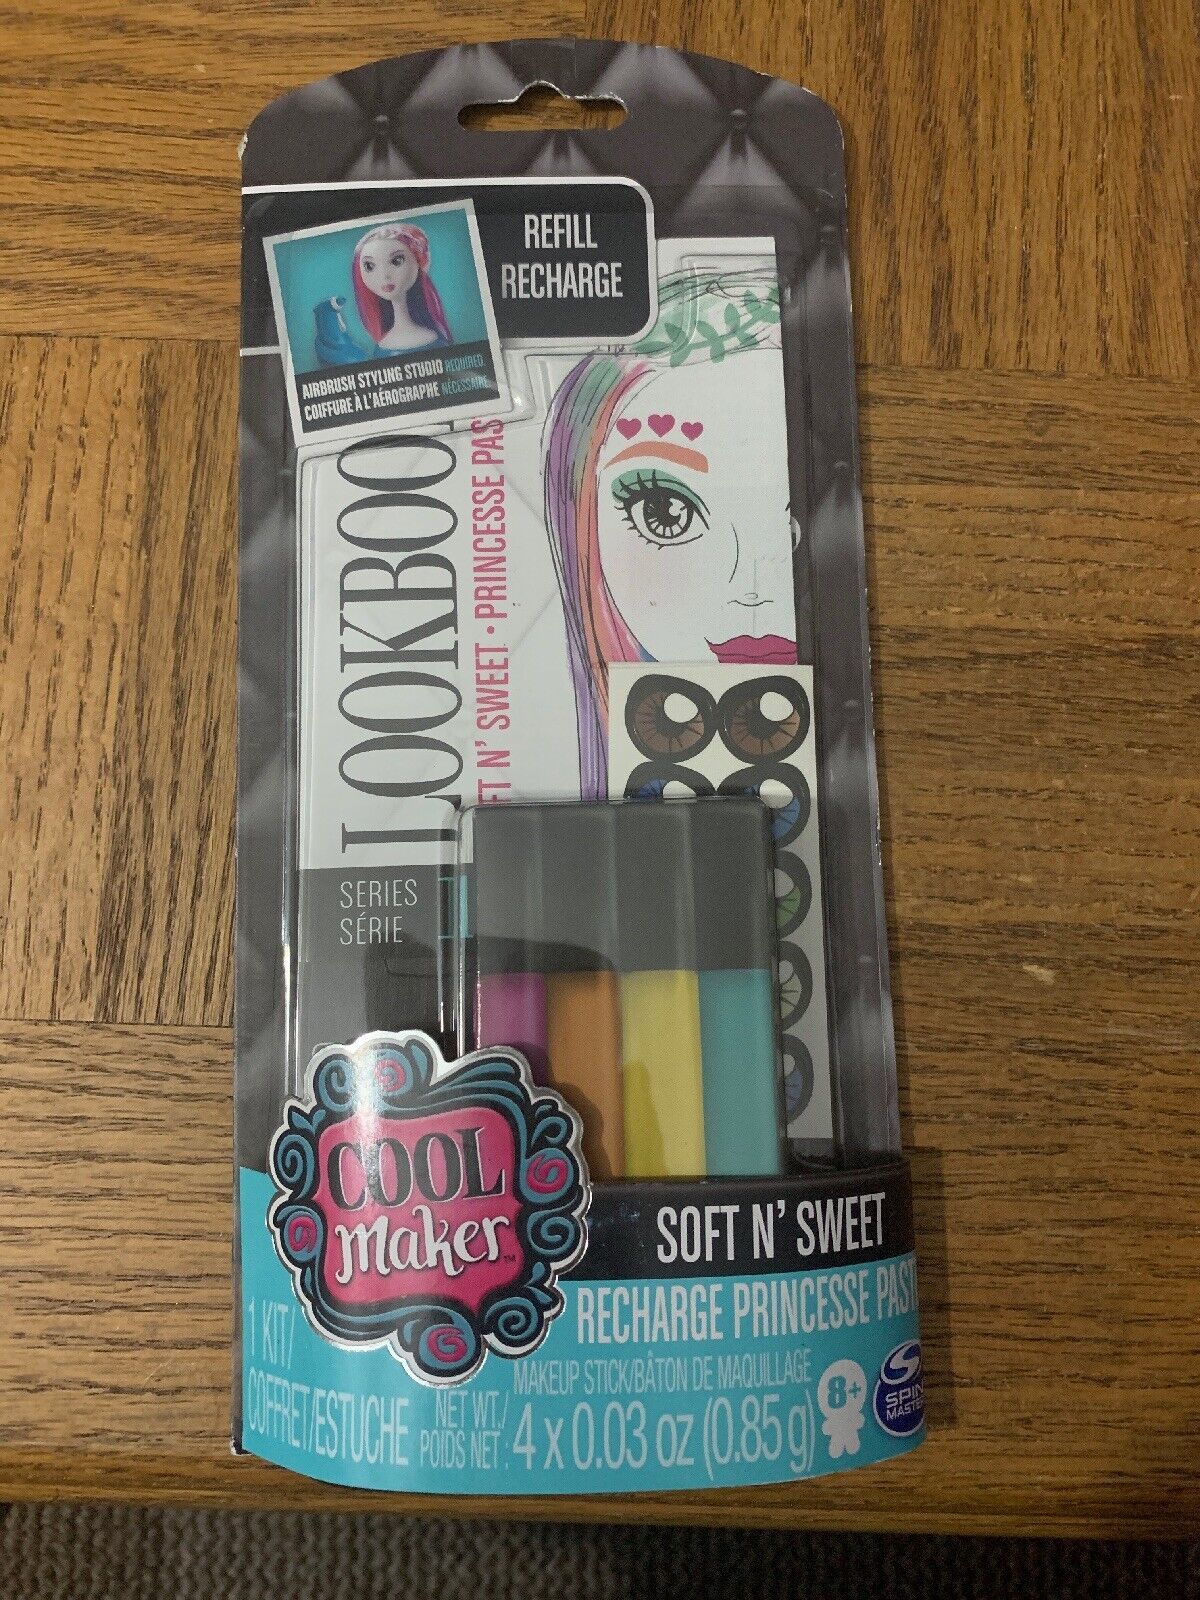 REFILL
RECHARGE
AIRBRUSH STYLING STUDIO REQUIRED
COIFFURE À L'AÉROGRAPHE NÉCESSAIRE
LOOKBOO
FT N' SWEET • PRINCESSE PAS
SERIES
SÉRIE
COOL
maker™
SOFT N' SWEET
RECHARGE PRINCESSE PAST
1 KIT/
COFFRET/ESTUCHE
MAKEUP STICK/BÂTON DE MAQUILLAGE
NET WT./
POIDS NET :
4 x 0.03 oz (0.85 g)
8+
SPIN
MASTER